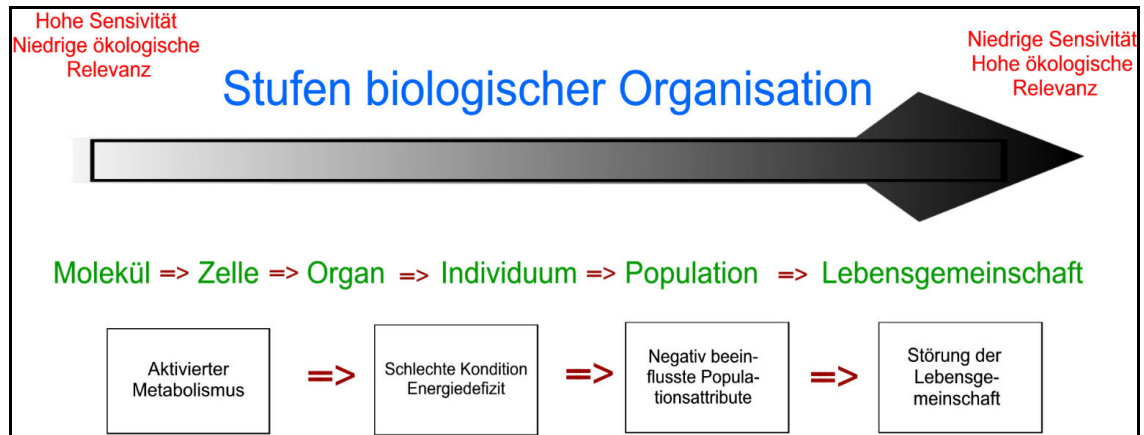 Hohe Sensivität
Niedrige ökologische
Relevanz
Niedrige Sensivität
Hohe ökologische
Relevanz
Stufen biologischer Organisation
Molekül => Zelle => Organ => Individuum => Population => Lebensgemeinschaft
Aktivierter
Metabolismus
=>
Schlechte Kondition
Energiedefizit
=>
Negativ beein-
flusste Popula-
tionsattribute
=>
Störung der
Lebensge-
meinschaft